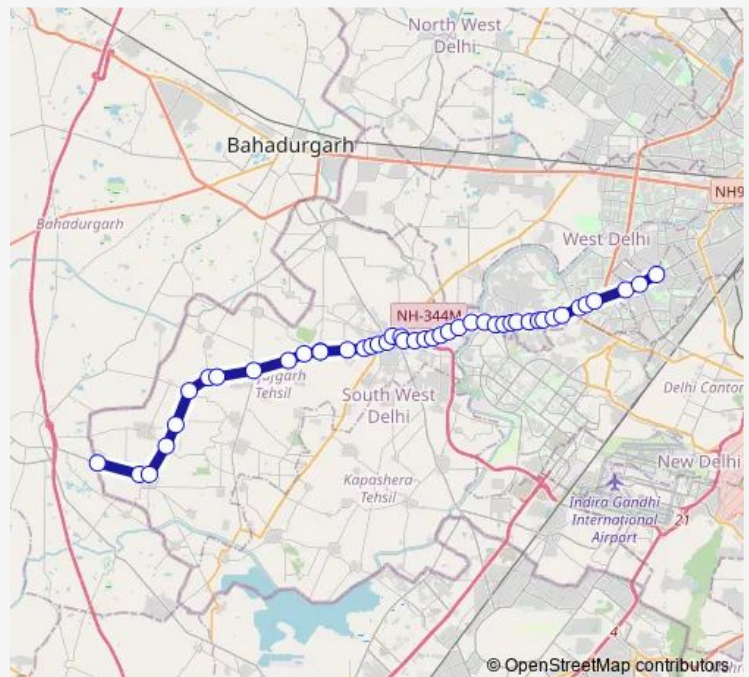 North West
Delhi
Bahadurgarh
NH9
Bahadurgarh
West Delhi
NH-344M
Tehsil
South West
Delhi
Delhi Canton
Kapashera
Tehsil
New Delhi
Indira Gandhi
International
Airport
21
4
© OpenStreetMap contributors